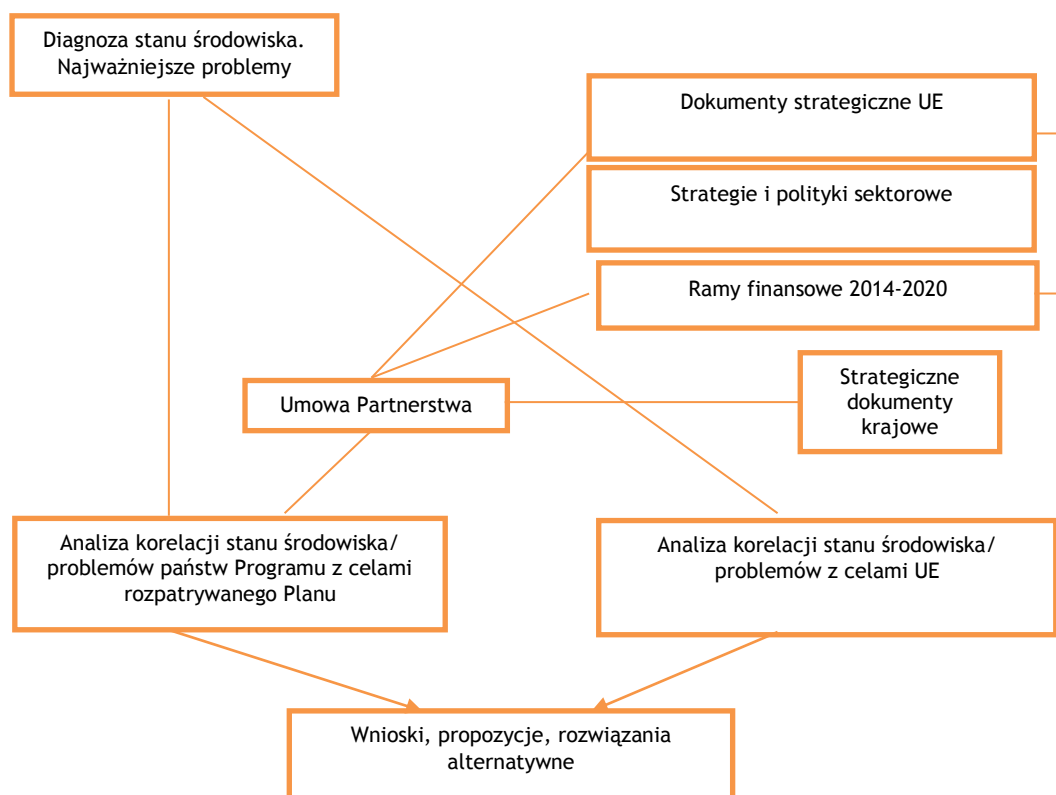 Diagnoza stanu środowiska.
Najważniejsze problemy
Dokumenty strategiczne UE
Strategie i polityki sektorowe
Ramy finansowe 2014-2020
Strategiczne
dokumenty
krajowe
Umowa Partnerstwa
Analiza korelacji stanu środowiska/
problemów państw Programu z celami
rozpatrywanego Planu
Analiza korelacji stanu środowiska/
problemów z celami UE
Wnioski, propozycje, rozwiązania
alternatywne